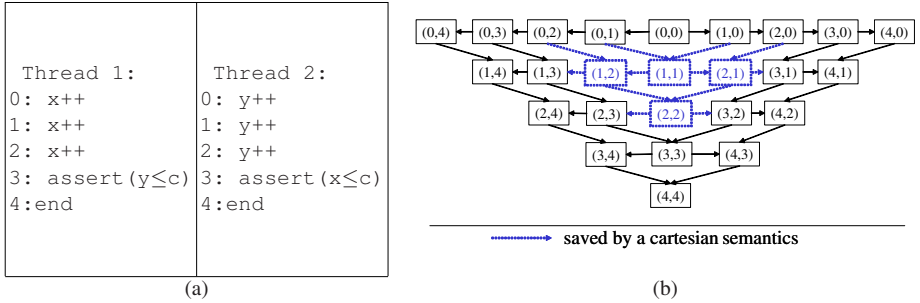 Thread 1:
0: x++
1: x++
2: x++
3: assert(y≤c)
4:end
Thread 2:
0: y++
1: y++
2: y++
3: assert(x≤c)
4:end
(a)
(0,4) (0,3) (0,2) (0,1) (0,0) (1,0) (2,0) (3,0) (4,0)
(1,4) (1,3) (1,2) (1,1) (2,1) (3,1) (4,1)
(2,4) (2,3) (2,2) (3,2) (4,2)
(3,4) (3,3) (4,3)
(4,4)
saved by a cartesian semantics
(b)